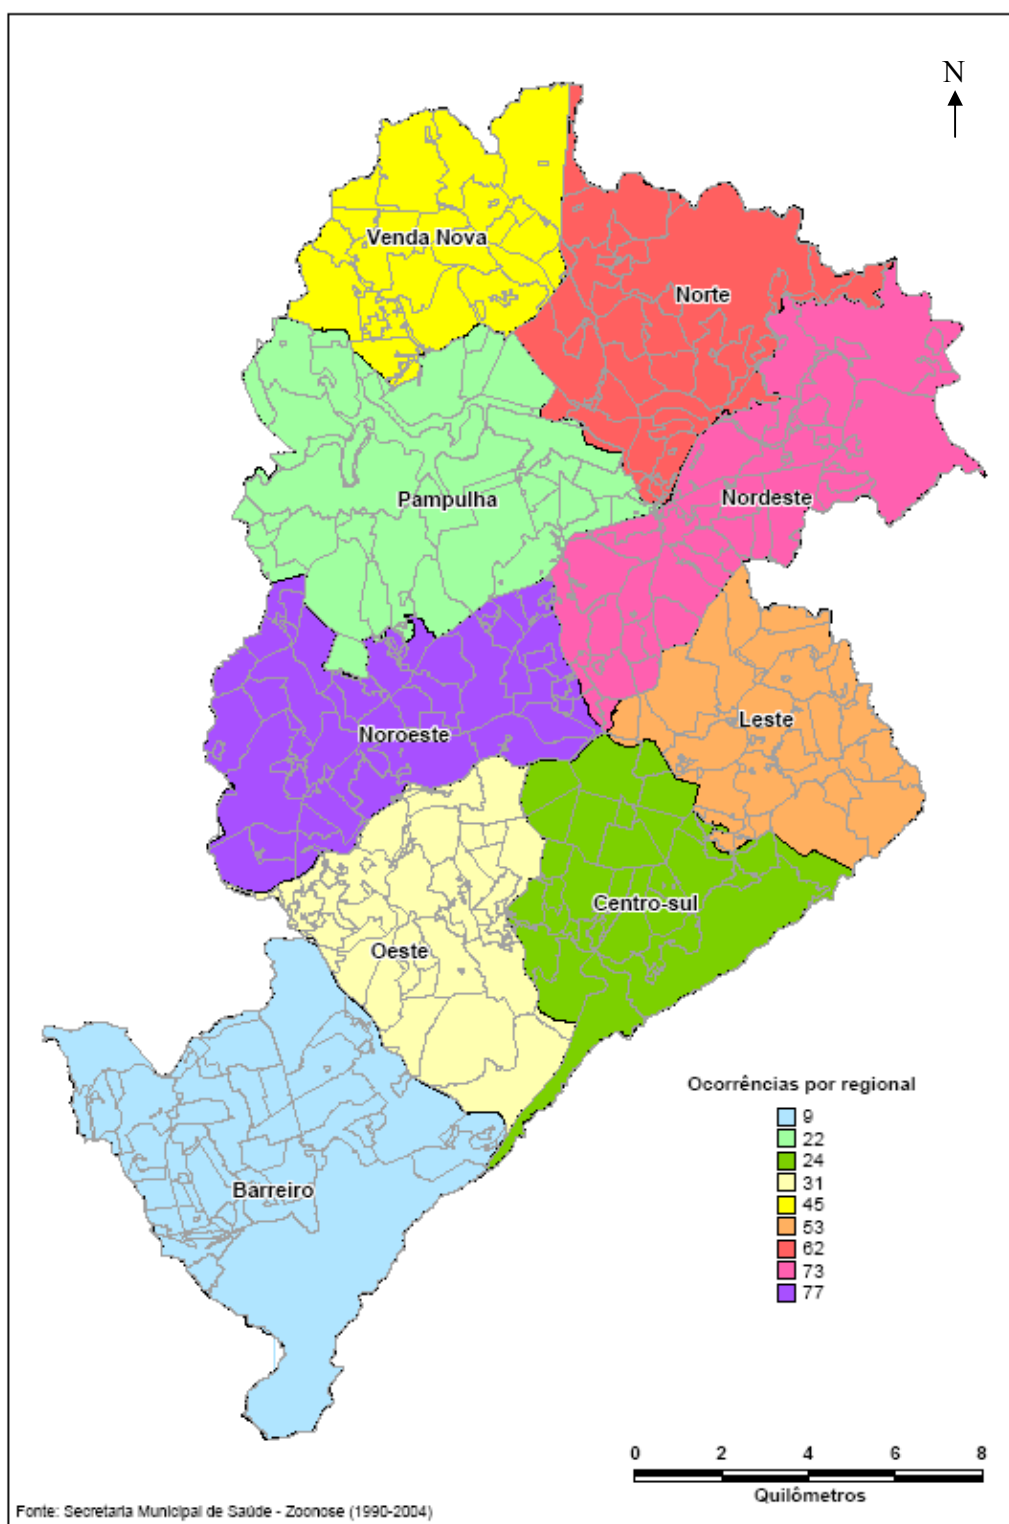 N
Venda Nova
Norte
Pampulha
Nordeste
Noroeste
Leste
Centro-sul
Oeste
Barreiro
Ocorrências por regional
9
22
24
31
45
53
62
73
77
0 2 4 6 8
Quilômetros
Fonte: Secretaria Municipal de Saúde - Zoonose (1990-2004)